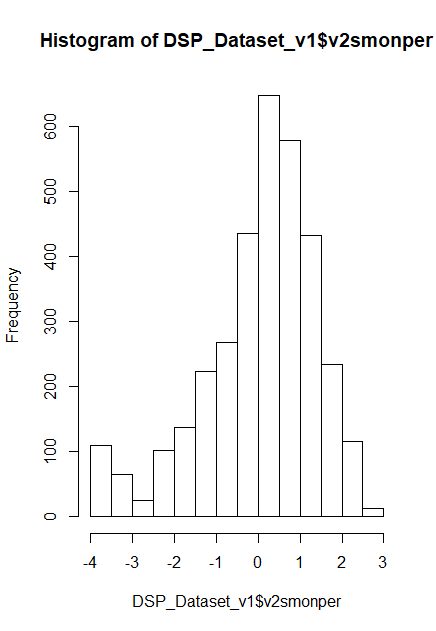 Histogram of DSP_Dataset_v1$v2smonper
Frequency
600
500
400
300
200
100
0
-4 -3 -2 -1 0 1 2 3
DSP_Dataset_v1$v2smonper